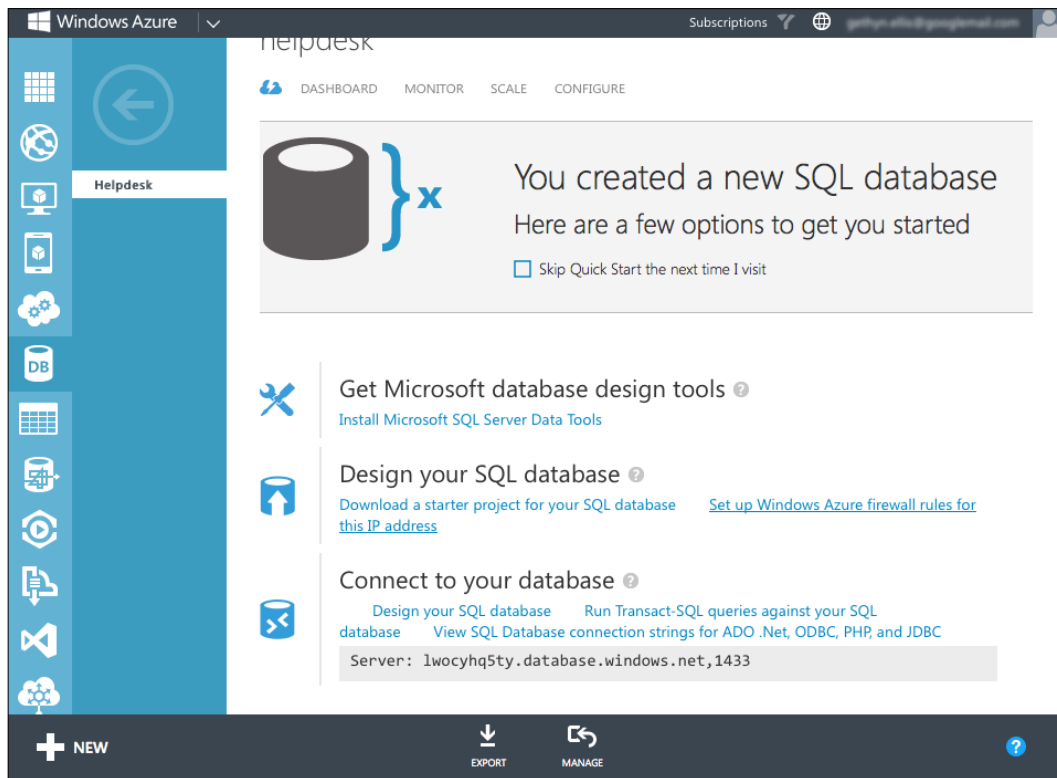 Windows Azure
Subscriptions
helpdesk
DASHBOARD MONITOR SCALE CONFIGURE
Helpdesk
x
You created a new SQL database
Here are a few options to get you started
Skip Quick Start the next time I visit
DB
Get Microsoft database design tools ?
Install Microsoft SQL Server Data Tools
Design your SQL database ?
Download a starter project for your SQL database Set up Windows Azure firewall rules for
this IP address
Connect to your database ?
Design your SQL database Run Transact-SQL queries against your SQL
database View SQL Database connection strings for ADO .Net, ODBC, PHP, and JDBC
Server: lwocyhq5ty.database.windows.net,1433
NEW
EXPORT
MANAGE
?